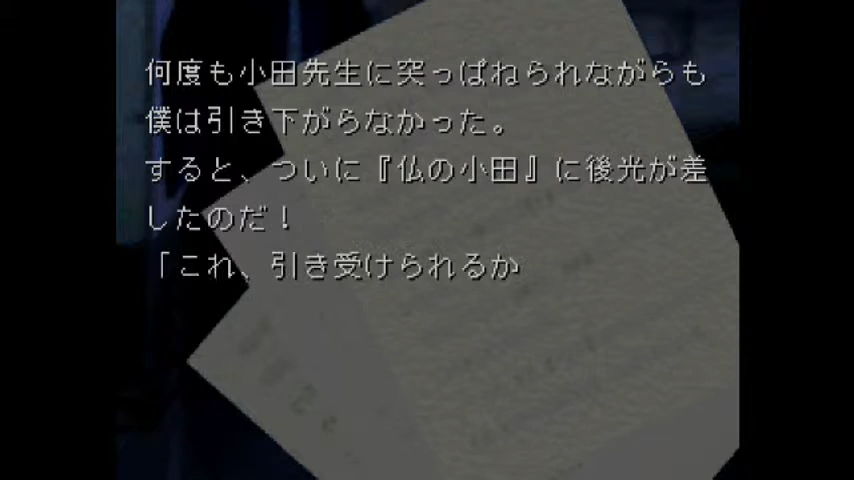 何度も小田先生に突っぱねられながらも
僕は引き下がらなかった。
すると、ついに『仏の小田』に後光が差
したのだ！
「これ、引き受けられるか